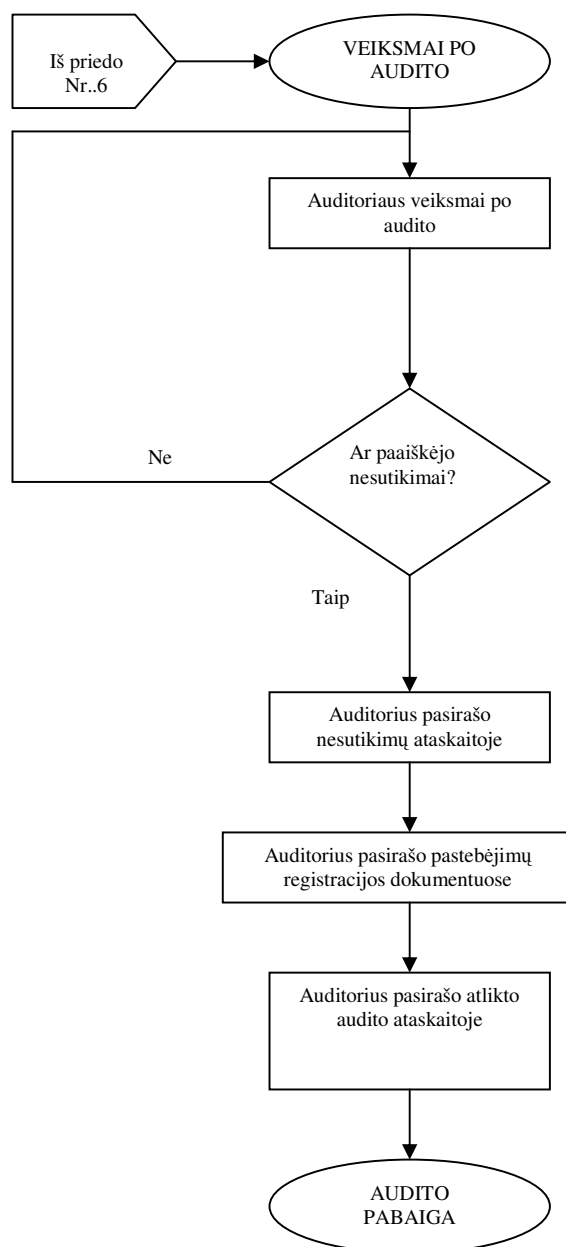 Iš priedo
Nr..6
VEIKSMAI PO
AUDITO
Auditoriaus veiksmai po
audito
Ar paaiškėjo
nesutikimai?
Ne
Taip
Auditorius pasirašo
nesutikimų ataskaitoje
Auditorius pasirašo pastebėjimų
registracijos dokumentuose
Auditorius pasirašo atlikto
audito ataskaitoje
AUDITO
PABAIGA